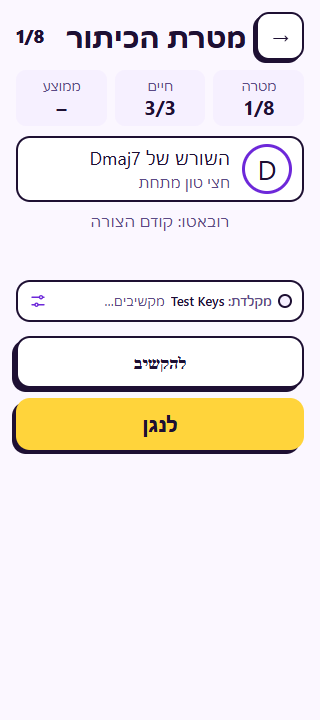 → מטרת הכיתור 1/8
מטרה חיים ממוצע
1/8 3/3 –
D השורש של Dmaj7
חצי טון מתחת
רובאטו: קודם הצורה
מקלדת: Test Keys מקשיבים...
להקשיב
לנגן